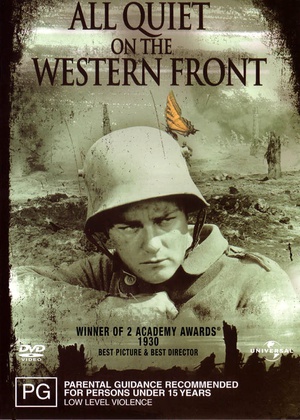 ALL QUIET
ON THE
WESTERN FRONT
WINNER OF 2 ACADEMY AWARDS®
1930
BEST PICTURE & BEST DIRECTOR
DVD
VIDEO
UNIVERSAL
PG
PARENTAL GUIDANCE RECOMMENDED
FOR PERSONS UNDER 15 YEARS
LOW LEVEL VIOLENCE